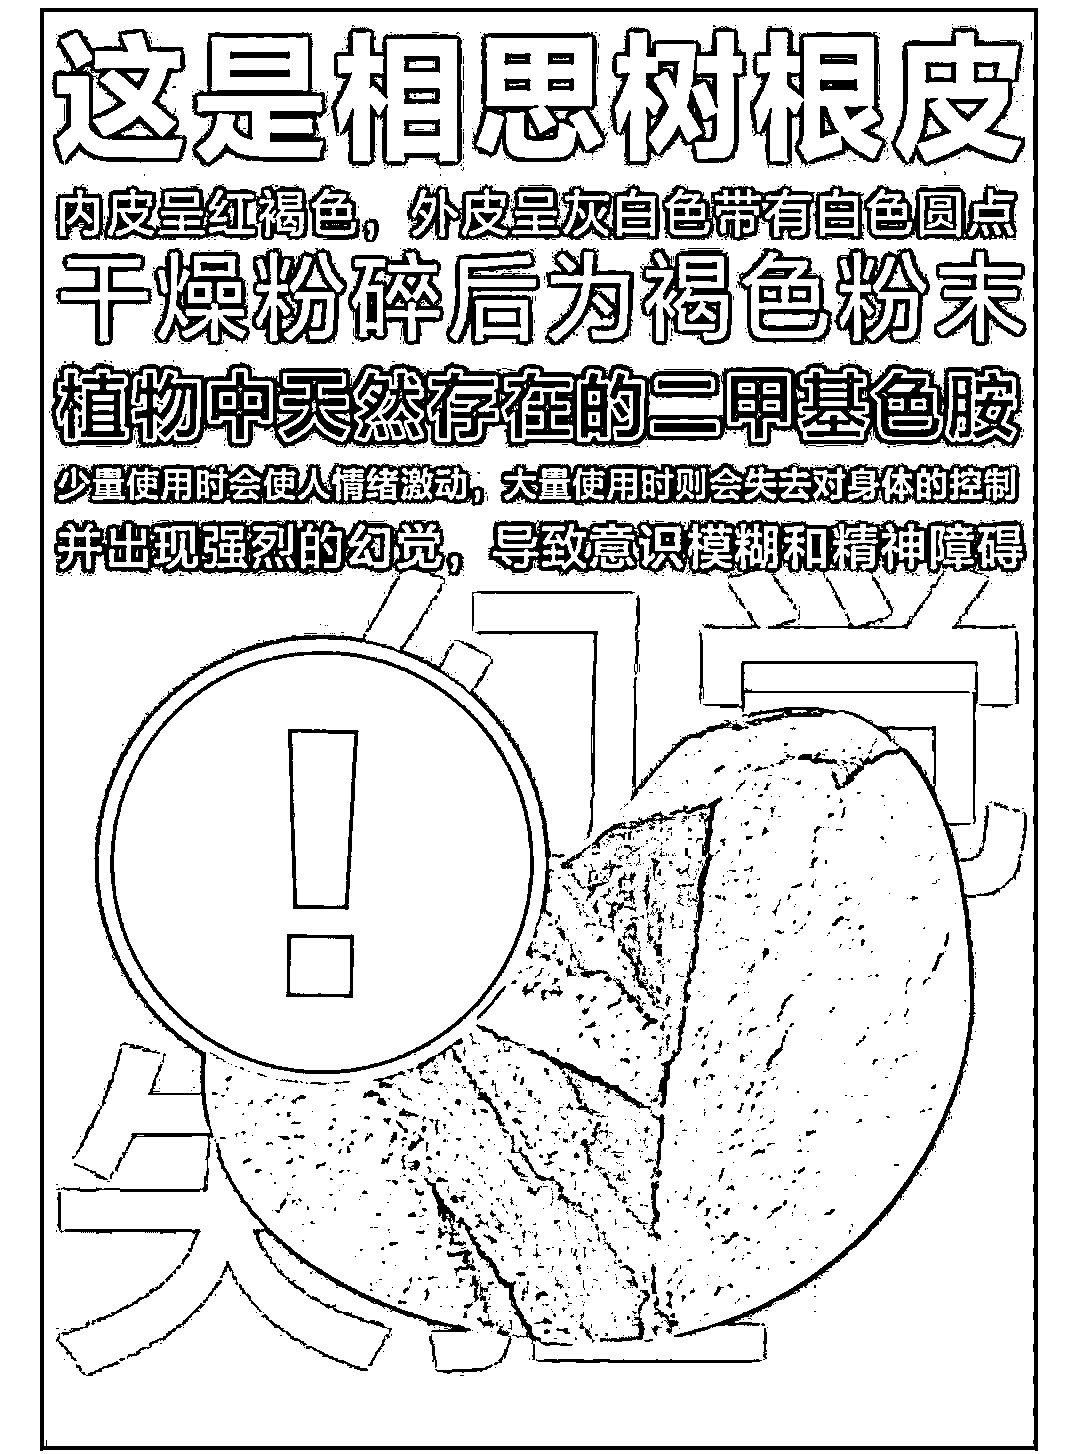 这是相思树根皮
内皮呈红褐色，外皮呈灰白色带有白色圆点
干燥粉碎后为褐色粉末
植物中天然存在的二甲基色胺
少量使用时会使人情绪激动，大量使用时则会失去对身体的控制
并出现强烈的幻觉，导致意识模糊和精神障碍
幻觉
!
失控